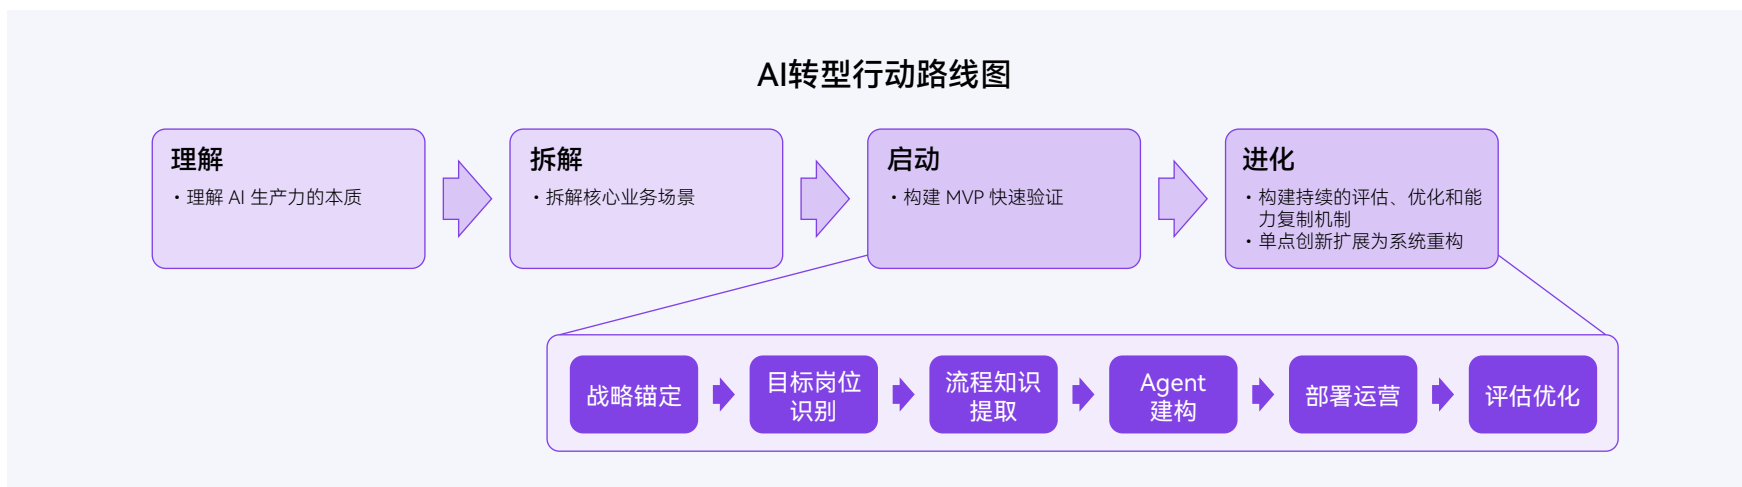 AI转型行动路线图
理解
・理解 AI 生产力的本质
拆解
・拆解核心业务场景
启动
・构建 MVP 快速验证
进化
・构建持续的评估、优化和能
力复制机制
・单点创新扩展为系统重构
战略锚定
目标岗位
识别
流程知识
提取
Agent
建构
部署运营
评估优化